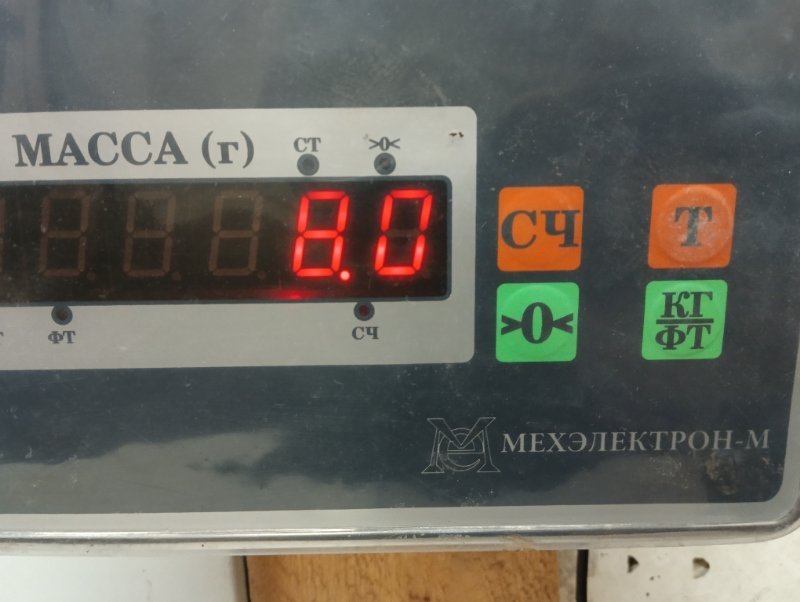 МАССА (г)
СТ >0<
8.0
ФТ СЧ
СЧ Т
>0< КГ
ФТ
МЕХЭЛЕКТРОН-М